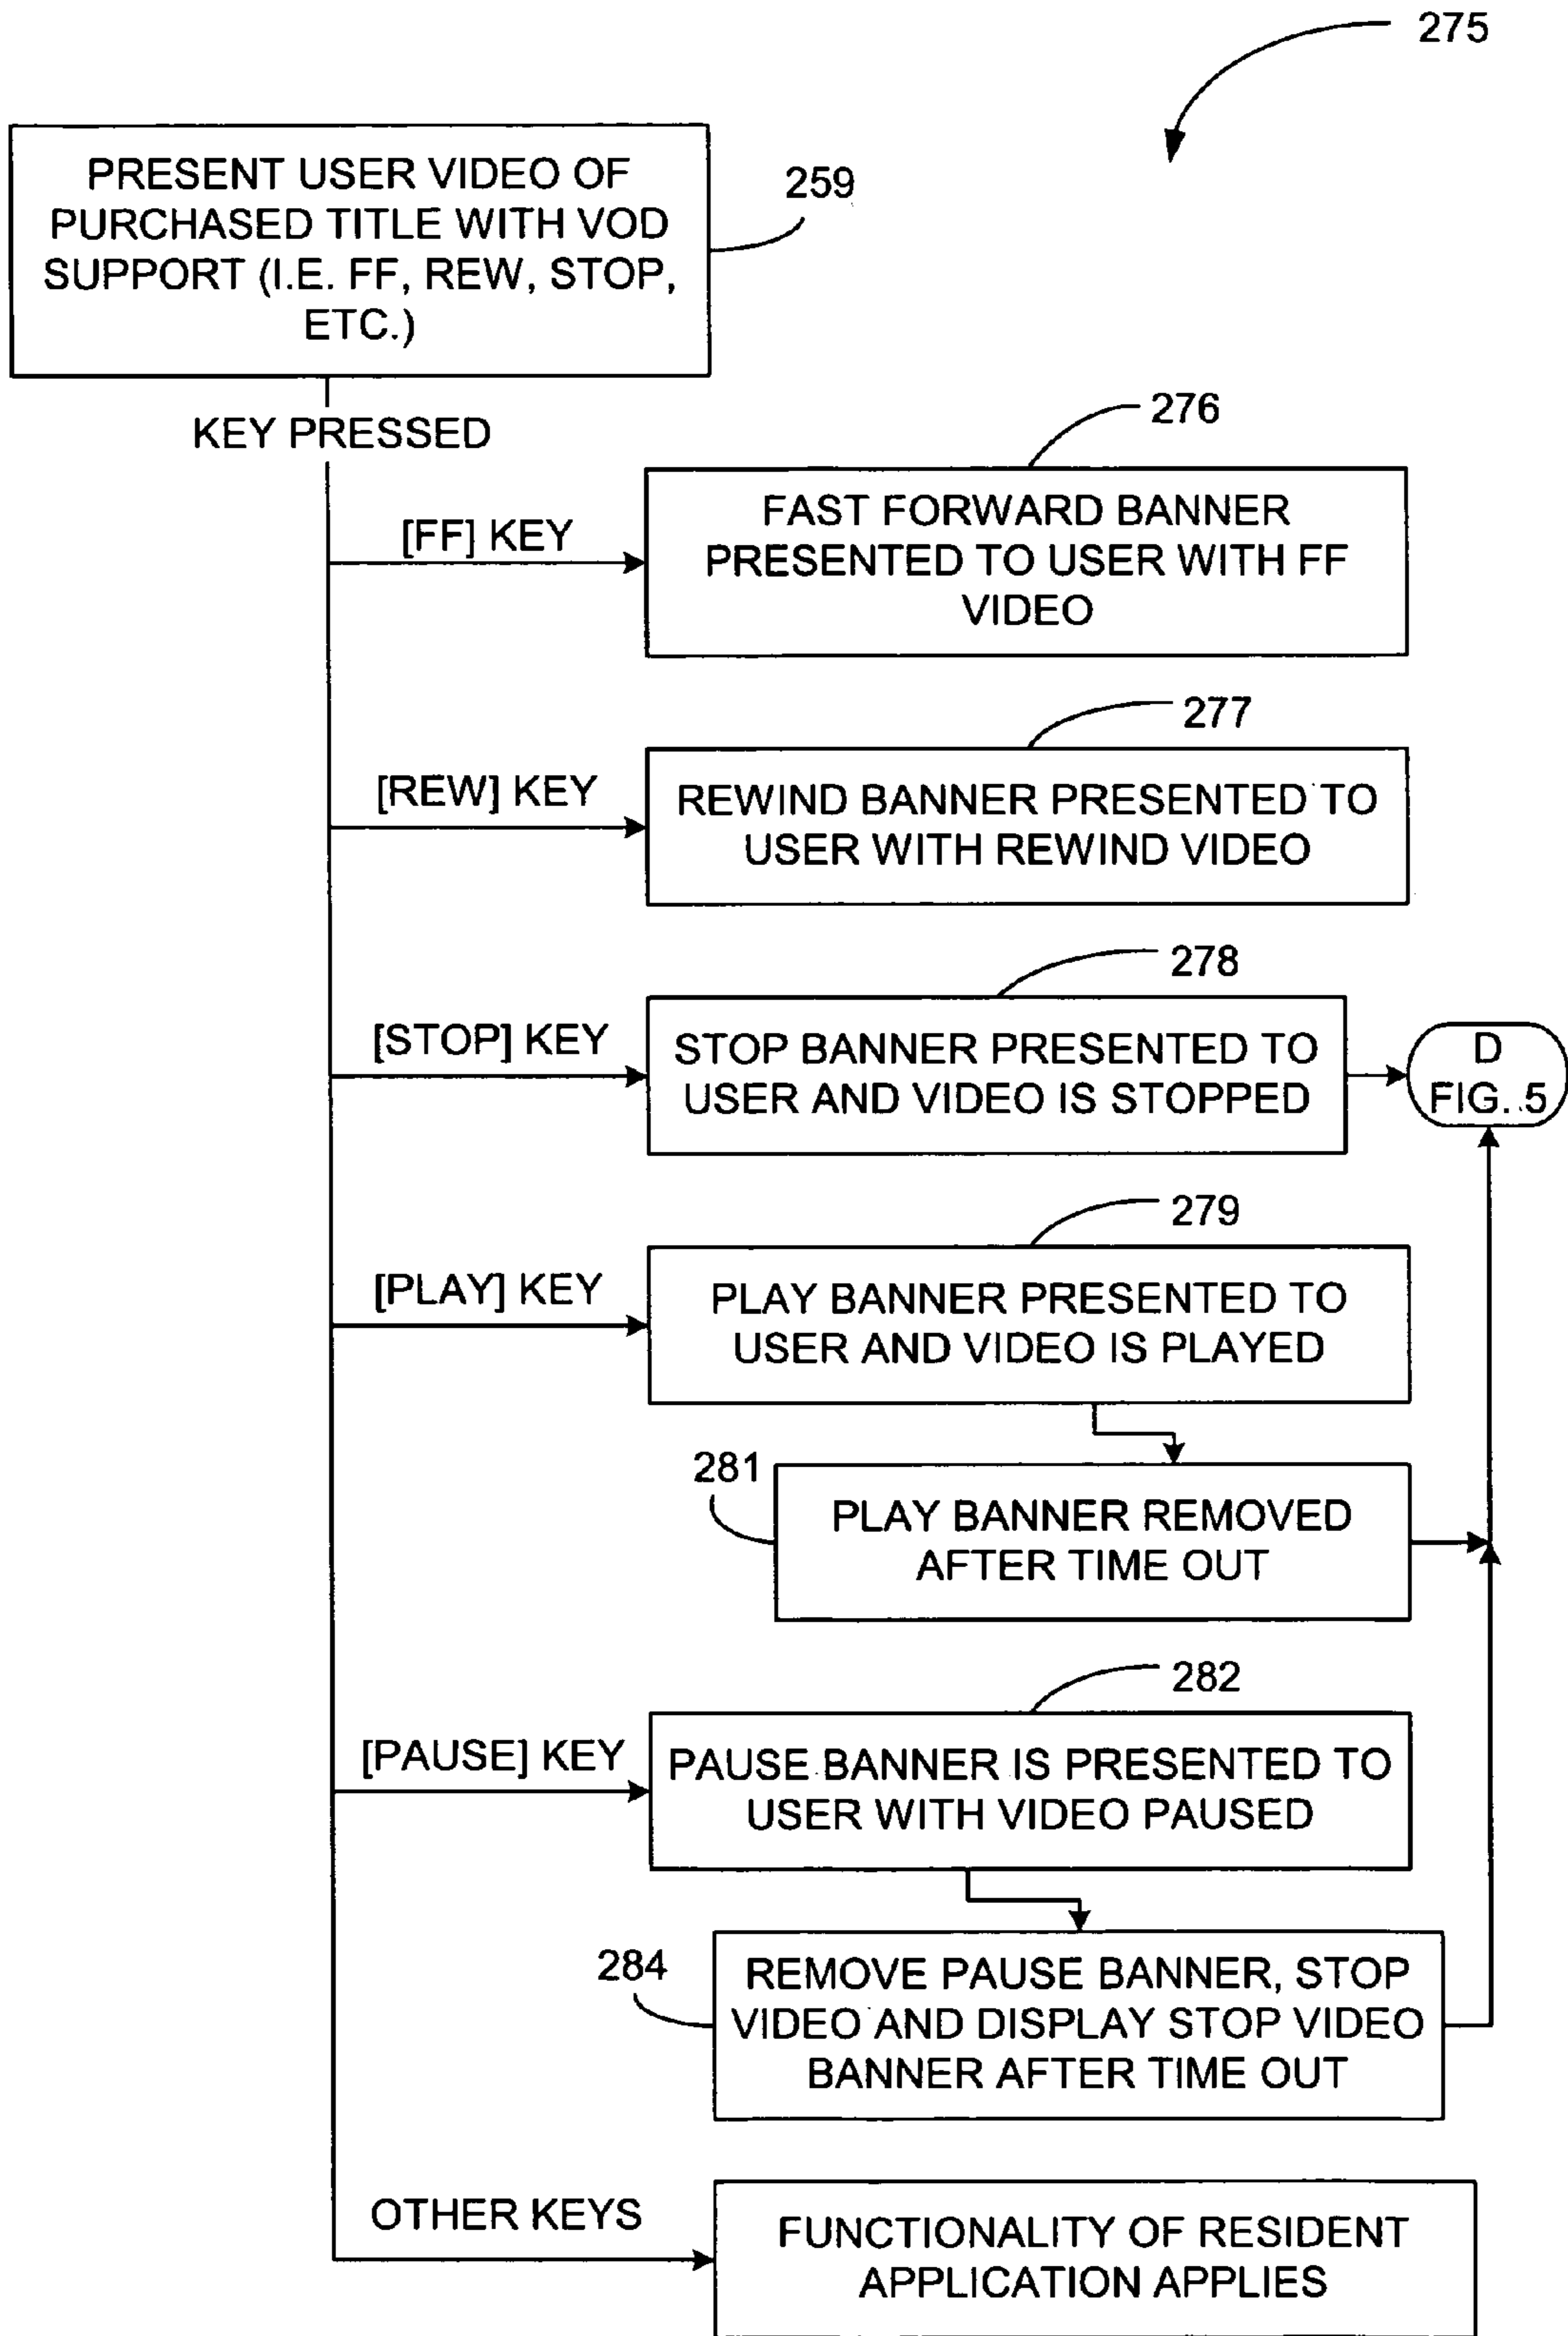 275
PRESENT USER VIDEO OF
PURCHASED TITLE WITH VOD
SUPPORT (I.E. FF, REW, STOP,
ETC.)
259
KEY PRESSED
276
[FF] KEY
FAST FORWARD BANNER
PRESENTED TO USER WITH FF
VIDEO
277
[REW] KEY
REWIND BANNER PRESENTED TO
USER WITH REWIND VIDEO
278
[STOP] KEY
STOP BANNER PRESENTED TO
USER AND VIDEO IS STOPPED
D
FIG. 5
279
[PLAY] KEY
PLAY BANNER PRESENTED TO
USER AND VIDEO IS PLAYED
281
PLAY BANNER REMOVED
AFTER TIME OUT
282
[PAUSE] KEY
PAUSE BANNER IS PRESENTED TO
USER WITH VIDEO PAUSED
284
REMOVE PAUSE BANNER, STOP
VIDEO AND DISPLAY STOP VIDEO
BANNER AFTER TIME OUT
OTHER KEYS
FUNCTIONALITY OF RESIDENT
APPLICATION APPLIES